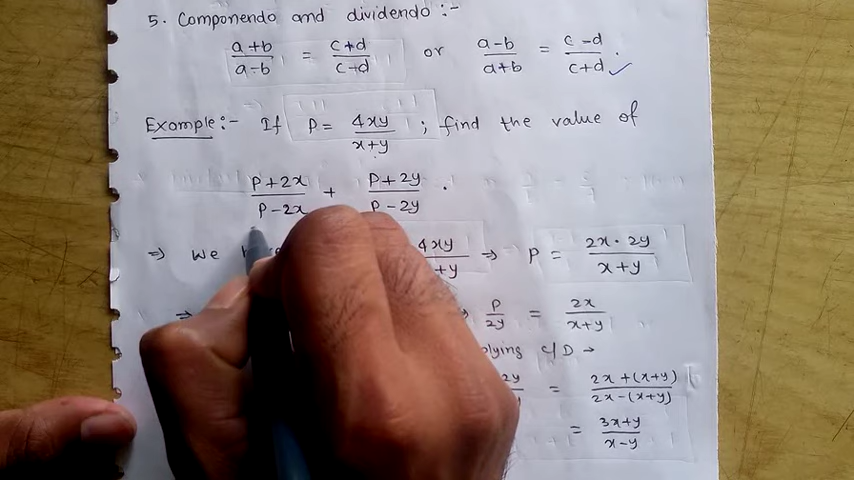 5. Componendo and dividendo :-
a+b/a-b = c+d/c-d or a-b/a+b = c-d/c+d. ✓
Example:- If P = 4xy/x+y ; find the value of
P+2x/P-2x + P+2y/P-2y .
⇒ we 4xy/+y ⇒ P = 2x·2y/x+y
⇒ P/2y = 2x/x+y
C/D →
2y = 2x+(x+y)/2x-(x+y)
= 3x+y/x-y